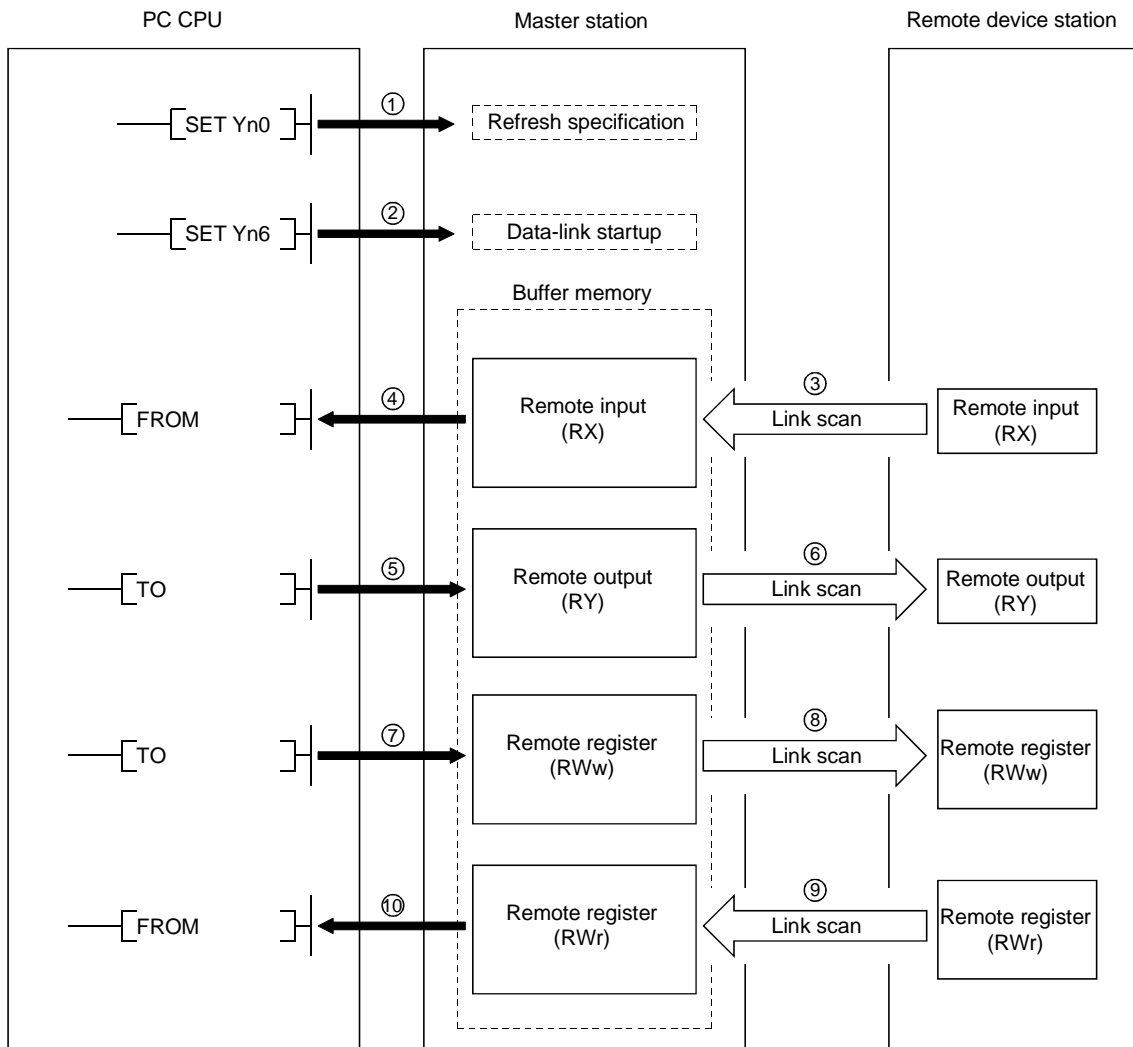 PC CPU
Master station
Remote device station
SET Yn0
①
Refresh specification
SET Yn6
②
Data-link startup
Buffer memory
FROM
④
Remote input
(RX)
③
Link scan
Remote input
(RX)
TO
⑤
Remote output
(RY)
⑥
Link scan
Remote output
(RY)
TO
⑦
Remote register
(RWw)
⑧
Link scan
Remote register
(RWw)
FROM
⑩
Remote register
(RWr)
⑨
Link scan
Remote register
(RWr)